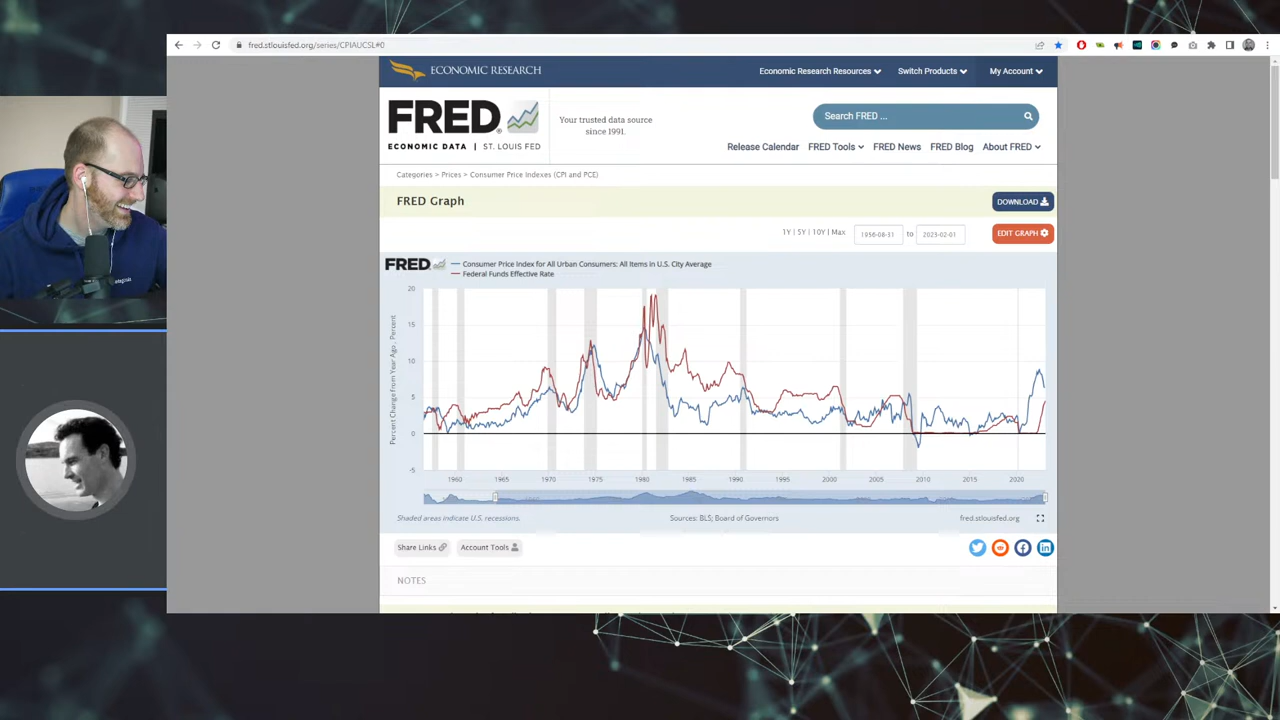 fred.stlouisfed.org/series/CPIAUCSL#0
ECONOMIC RESEARCH
Economic Research Resources
Switch Products
My Account
FRED
ECONOMIC DATA | ST. LOUIS FED
Your trusted data source
since 1991.
Search FRED ...
Release Calendar
FRED Tools
FRED News
FRED Blog
About FRED
Categories > Prices > Consumer Price Indexes (CPI and PCE)
FRED Graph
DOWNLOAD
1Y | 5Y | 10Y | Max
1956-08-31
to
2023-02-01
EDIT GRAPH
FRED
Consumer Price Index for All Urban Consumers: All Items in U.S. City Average
Federal Funds Effective Rate
Percent Change from Year Ago , Percent
20
15
10
5
0
-5
1960 1965 1970 1975 1980 1985 1990 1995 2000 2005 2010 2015 2020
Shaded areas indicate U.S. recessions.
Sources: BLS; Board of Governors
fred.stlouisfed.org
Share Links
Account Tools
NOTES